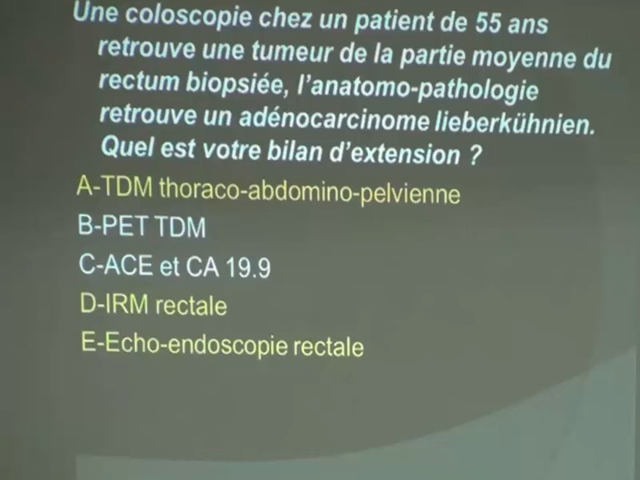 Une coloscopie chez un patient de 55 ans
retrouve une tumeur de la partie moyenne du
rectum biopsiée, l'anatomo-pathologie
retrouve un adénocarcinome lieberkühnien.
Quel est votre bilan d'extension ?
A-TDM thoraco-abdomino-pelvienne
B-PET TDM
C-ACE et CA 19.9
D-IRM rectale
E-Echo-endoscopie rectale